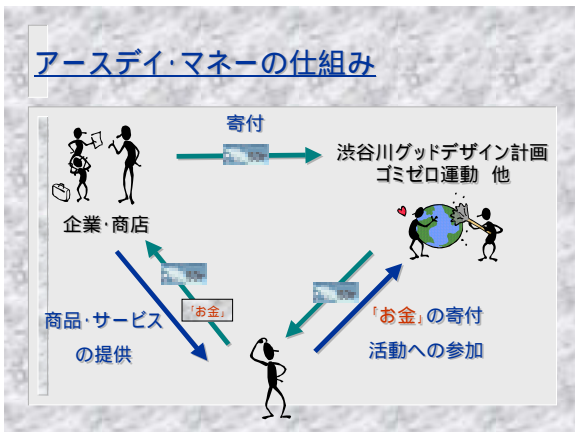 アースデイ･マネーの仕組み
寄付
渋谷川グッドデザイン計画
ゴミゼロ運動 他
企業･商店
「お金」
商品･サービス
の提供
「お金」の寄付
活動への参加